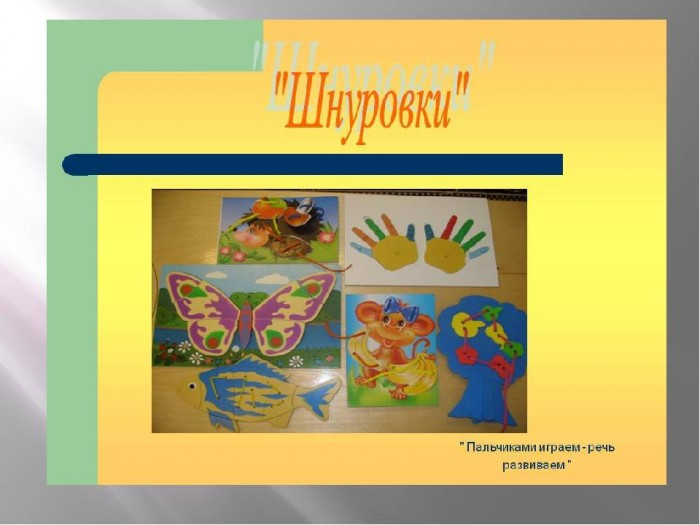 "Шнуровки"
" Пальчиками играем - речь
развиваем "